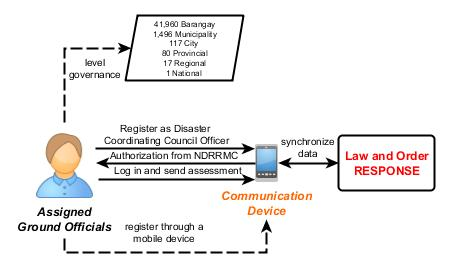 41,960 Barangay
1,496 Municipality
117 City
80 Provincial
17 Regional
1 National
level
governance
Register as Disaster
Coordinating Council Officer
Authorization from NDRRMC
Log in and send assessment
synchronize
data
Law and Order
RESPONSE
Communication
Device
Assigned
Ground Officials
register through a
mobile device